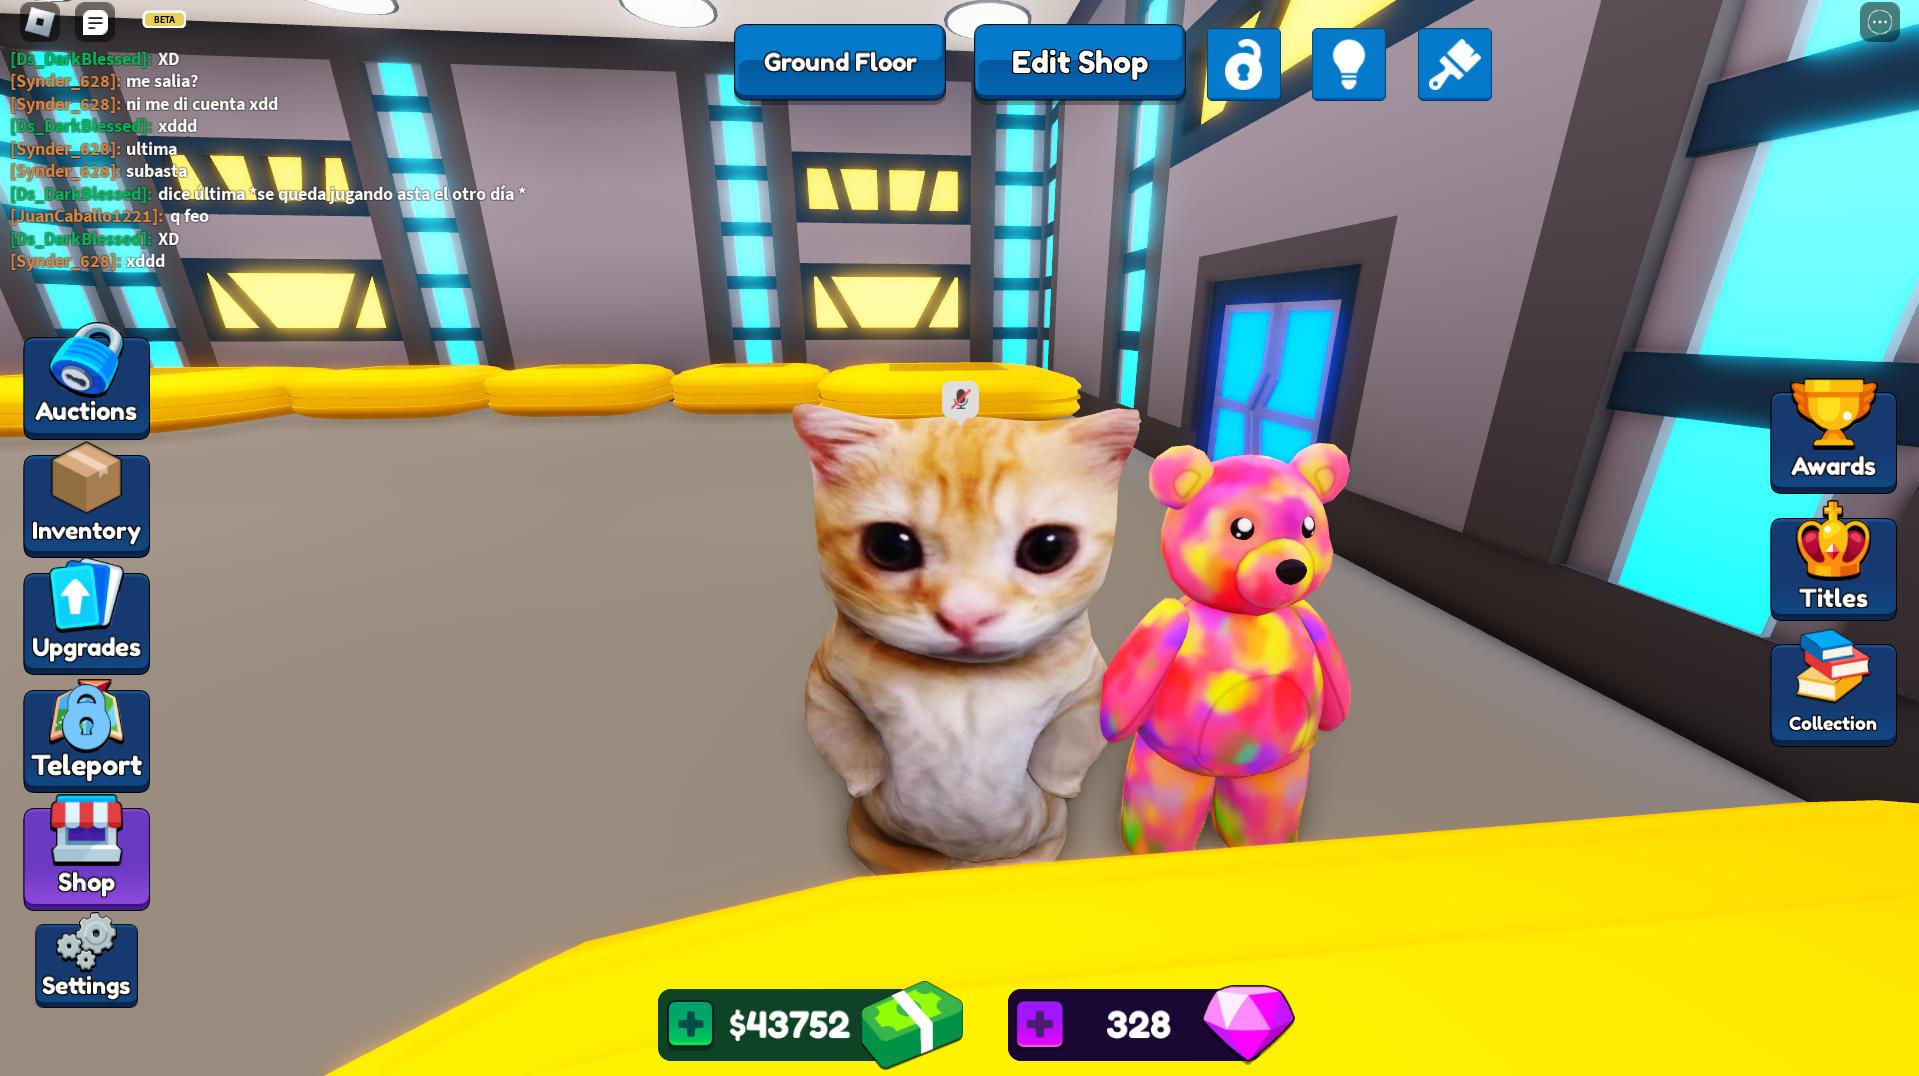 BETA
[Ds_DarkBlessed]: XD
[Synder_628]: me salia?
[Synder_628]: ni me di cuenta xdd
[Ds_DarkBlessed]: xddd
[Synder_628]: ultima
[Synder_628]: subasta
[Ds_DarkBlessed]: dice última *se queda jugando asta el otro día *
[JuanCaballo1221]: q feo
[Ds_DarkBlessed]: XD
[Synder_628]: xddd
Ground Floor
Edit Shop
Auctions
Inventory
Upgrades
Teleport
Shop
Settings
Awards
Titles
Collection
$43752
328